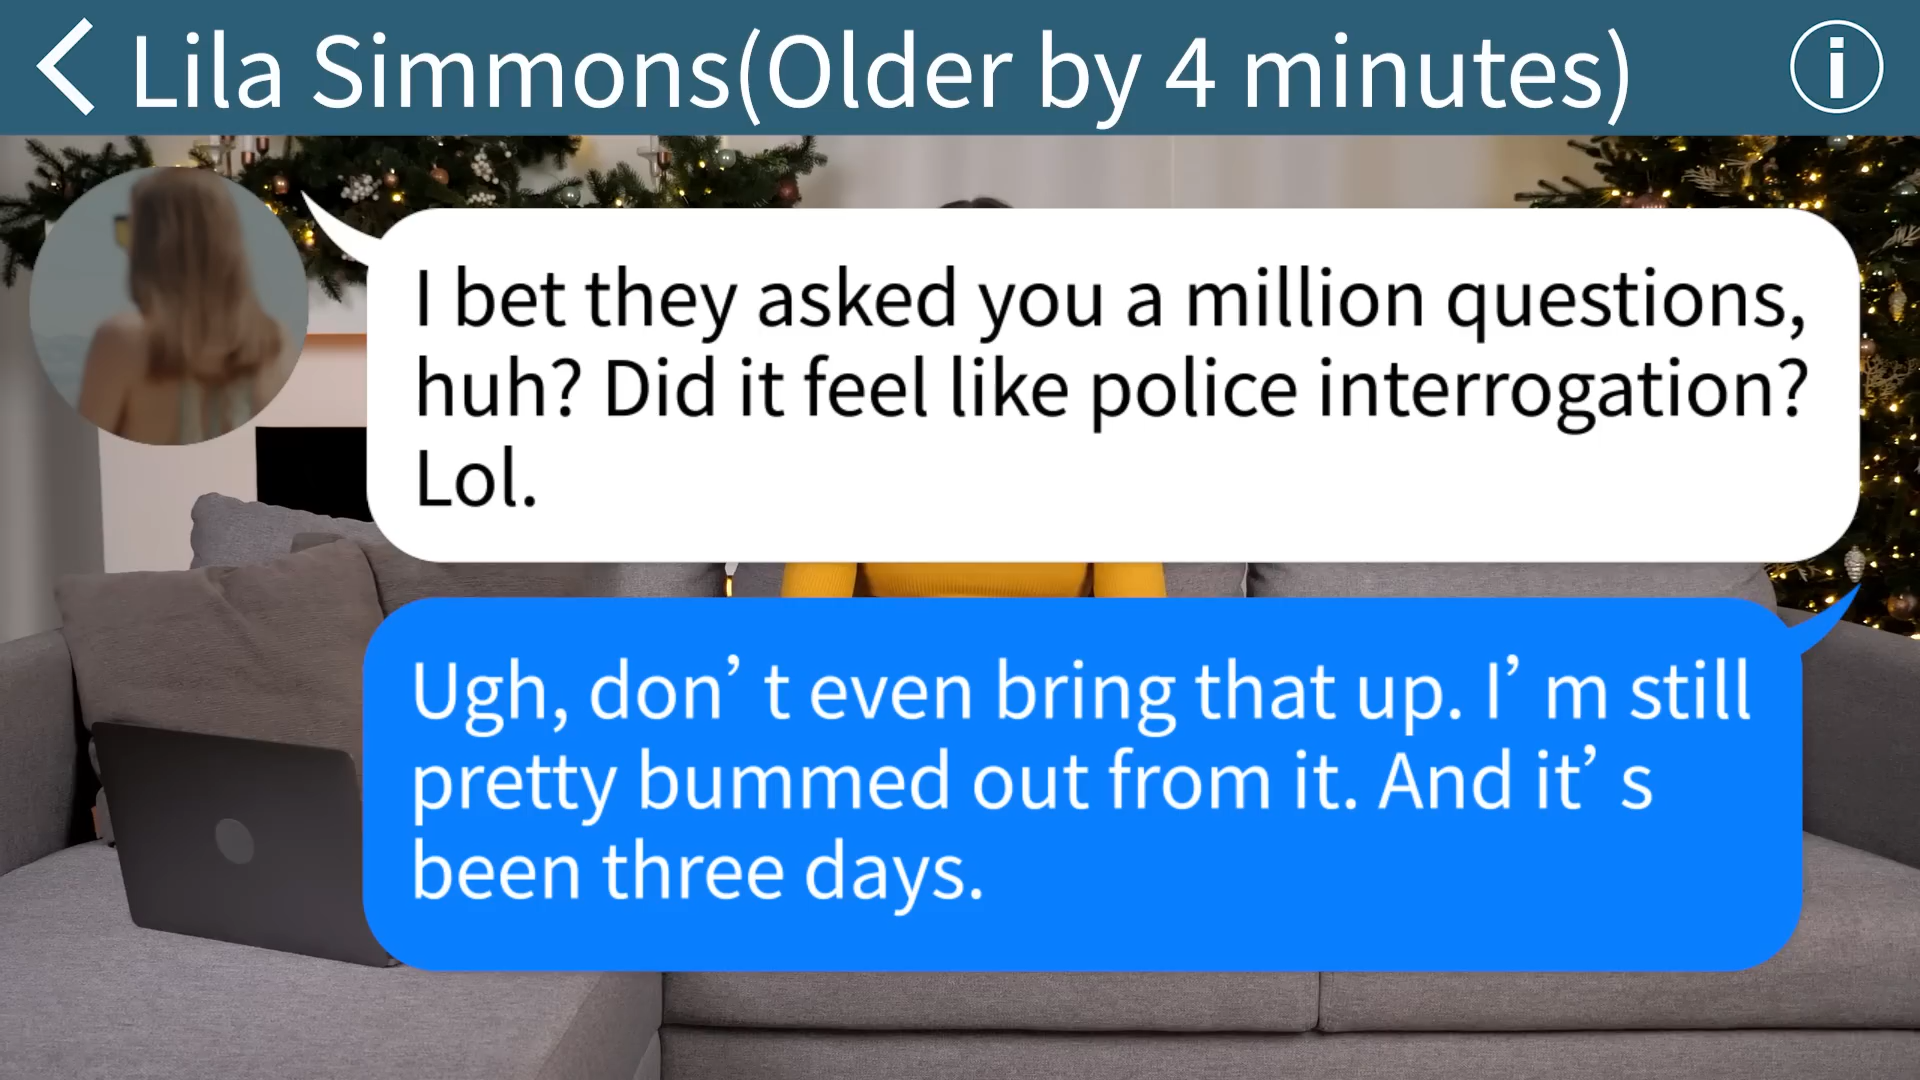 Lila Simmons(Older by 4 minutes)
I bet they asked you a million questions,
huh? Did it feel like police interrogation?
Lol.
Ugh, don’t even bring that up. I’m still
pretty bummed out from it. And it’s
been three days.